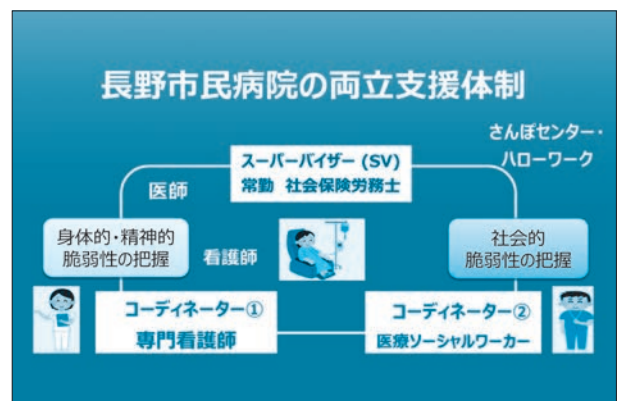 長野市民病院の両立支援体制
さんぽセンター・
ハローワーク
スーパーバイザー (SV)
常勤 社会保険労務士
医師
身体的・精神的
脆弱性の把握
看護師
社会的
脆弱性の把握
コーディネーター①
専門看護師
コーディネーター②
医療ソーシャルワーカー